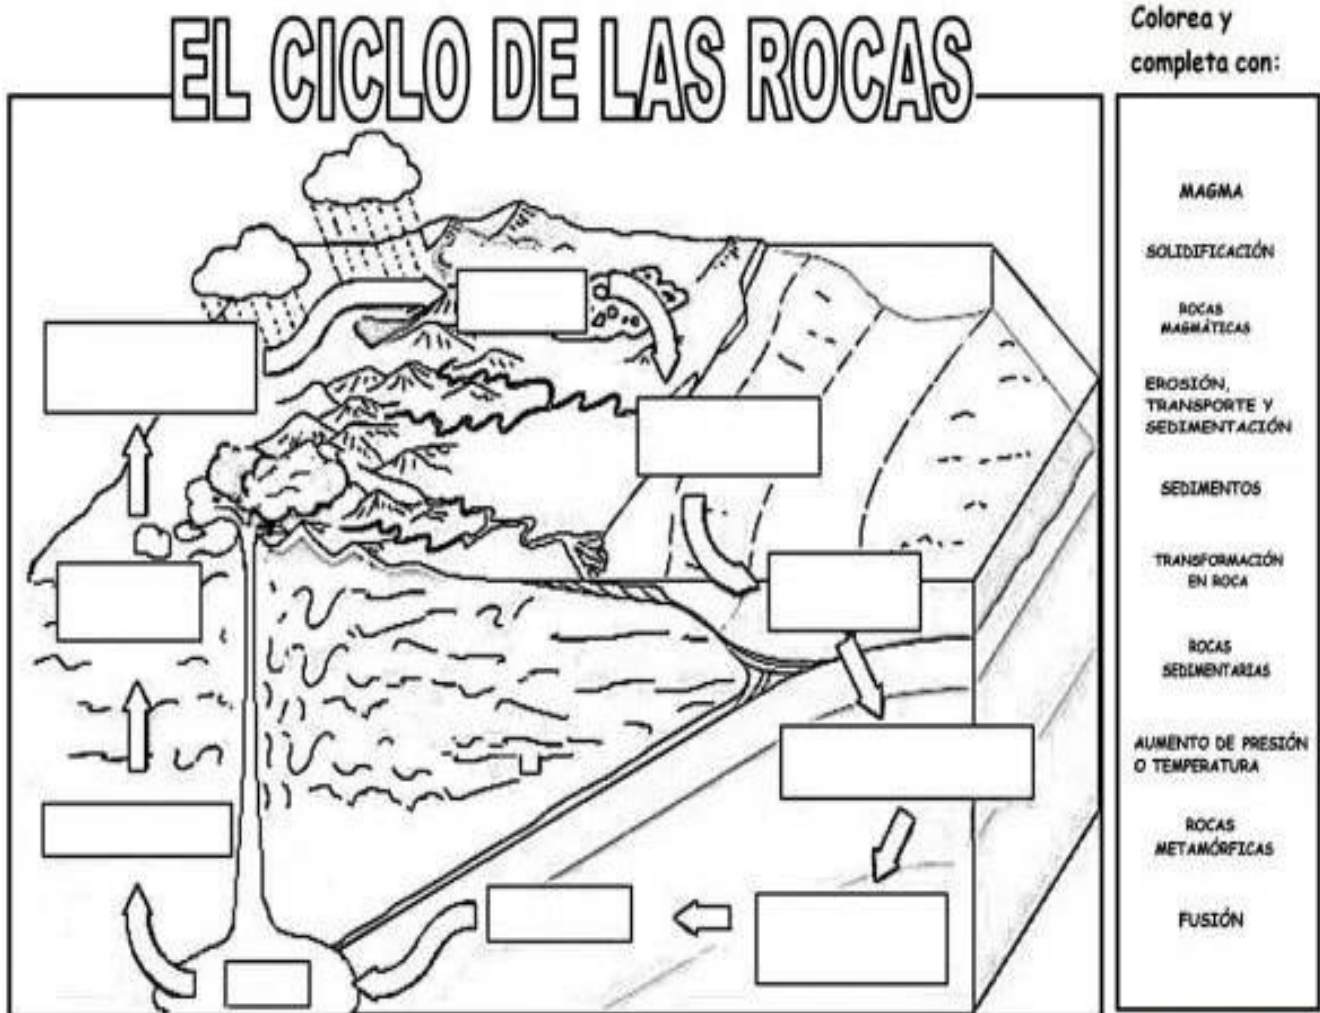 EL CICLO DE LAS ROCAS
Colorea y
completa con:
MAGMA
SOLIDIFICACIÓN
ROCAS
MAGMÁTICAS
EROSIÓN,
TRANSPORTE Y
SEDIMENTACIÓN
SEDIMENTOS
TRANSFORMACIÓN
EN ROCA
ROCAS
SEDIMENTARIAS
AUMENTO DE PRESIÓN
O TEMPERATURA
ROCAS
METAMÓRFICAS
FUSIÓN